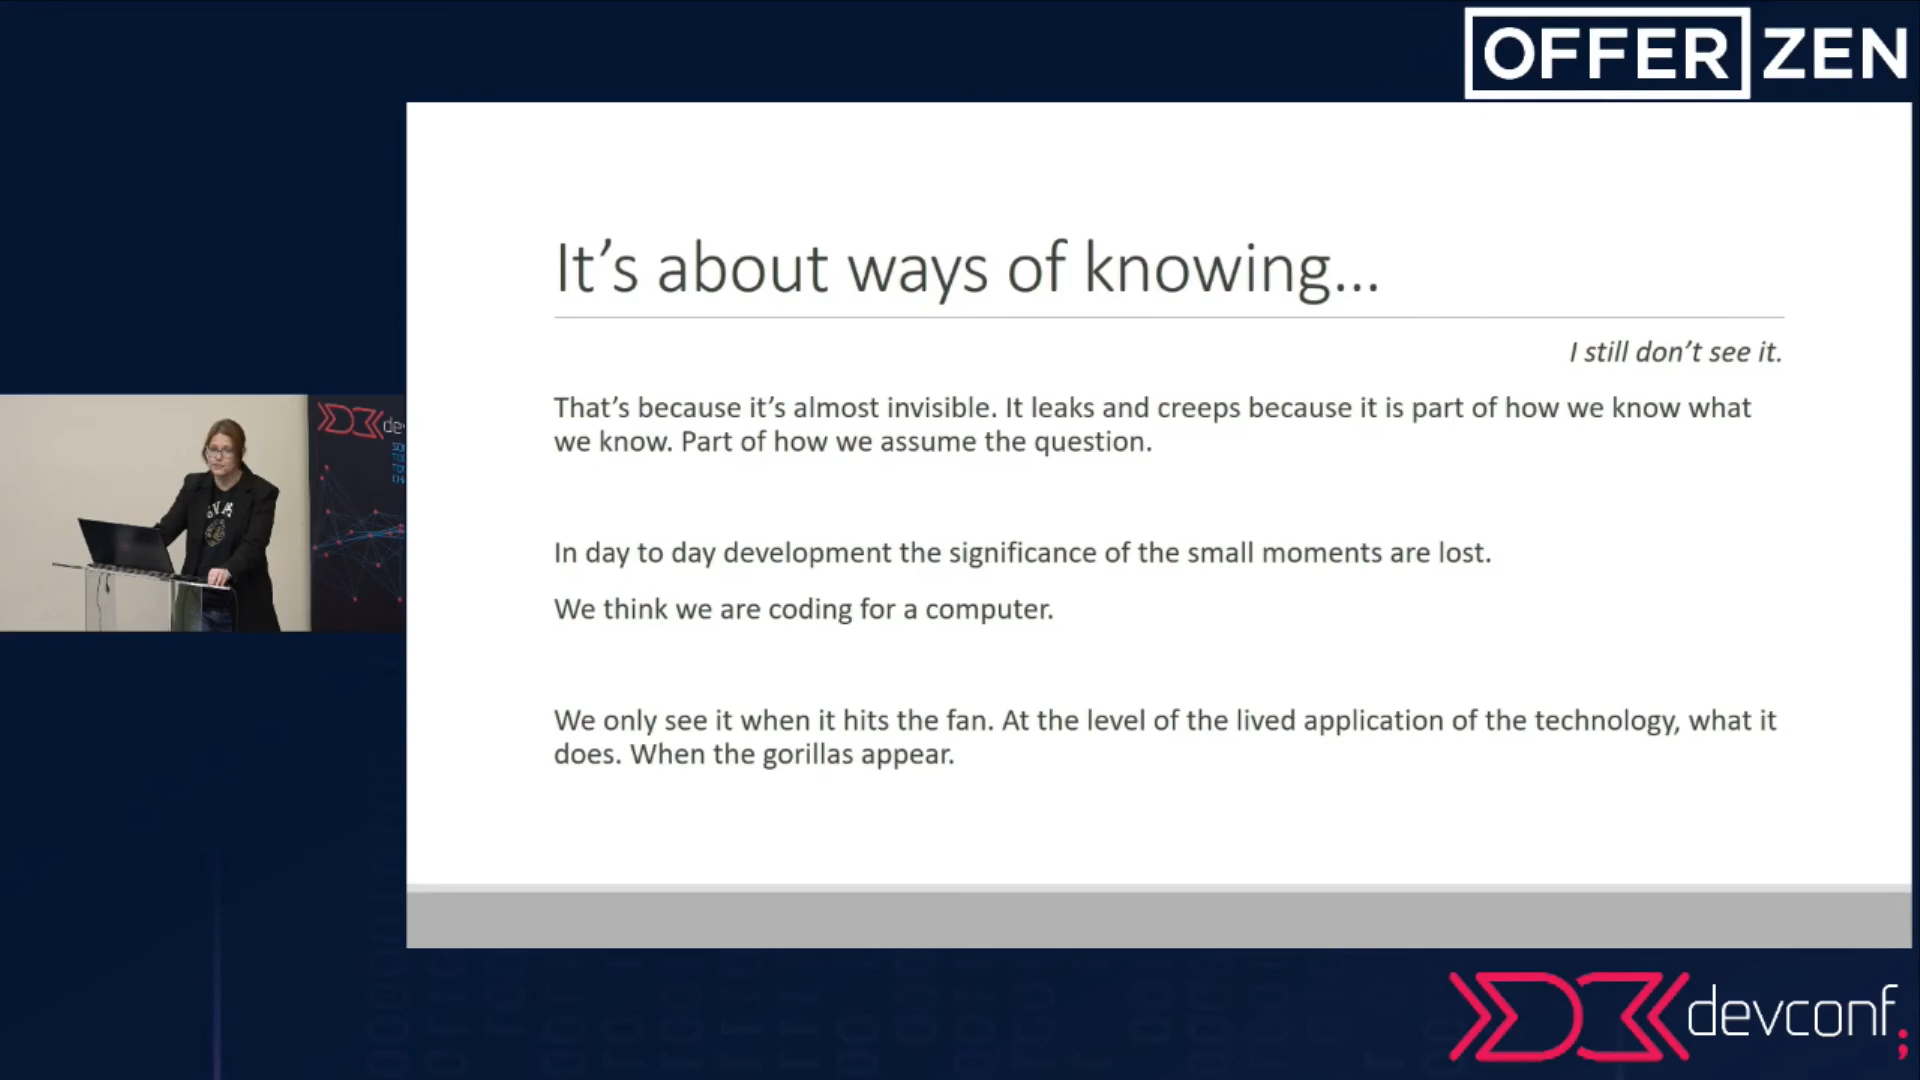 OFFER ZEN
It's about ways of knowing...
I still don't see it.
That's because it's almost invisible. It leaks and creeps because it is part of how we know what
we know. Part of how we assume the question.
In day to day development the significance of the small moments are lost.
We think we are coding for a computer.
We only see it when it hits the fan. At the level of the lived application of the technology, what it
does. When the gorillas appear.
devconf;